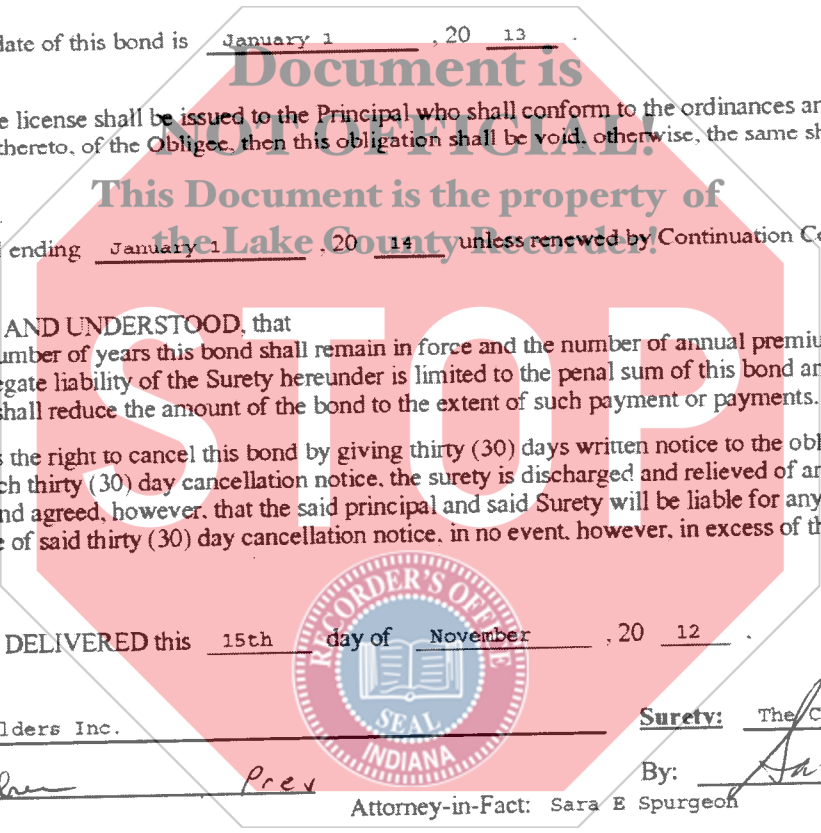 late of this bond is January 1 , 20 13 .
Document is
e license shall be issued to the Principal who shall conform to the ordinances an
NOT OFFICIAL!
thereto, of the Obligee, then this obligation shall be void, otherwise, the same sh
This Document is the property of
the Lake County Recorder!
ending January 1 , 20 14 unless renewed by Continuation Ce
STOP
AND UNDERSTOOD, that
umber of years this bond shall remain in force and the number of annual premiu
egate liability of the Surety hereunder is limited to the penal sum of this bond an
shall reduce the amount of the bond to the extent of such payment or payments.
s the right to cancel this bond by giving thirty (30) days written notice to the obl
ch thirty (30) day cancellation notice, the surety is discharged and relieved of an
nd agreed, however, that the said principal and said Surety will be liable for any
e of said thirty (30) day cancellation notice, in no event, however, in excess of th
RECORDER'S OFFICE
SEAL
INDIANA
DELIVERED this 15th day of November , 20 12 .
lders Inc.
Surety: The C
Prev
By:
Attorney-in-Fact: Sara E Spurgeon